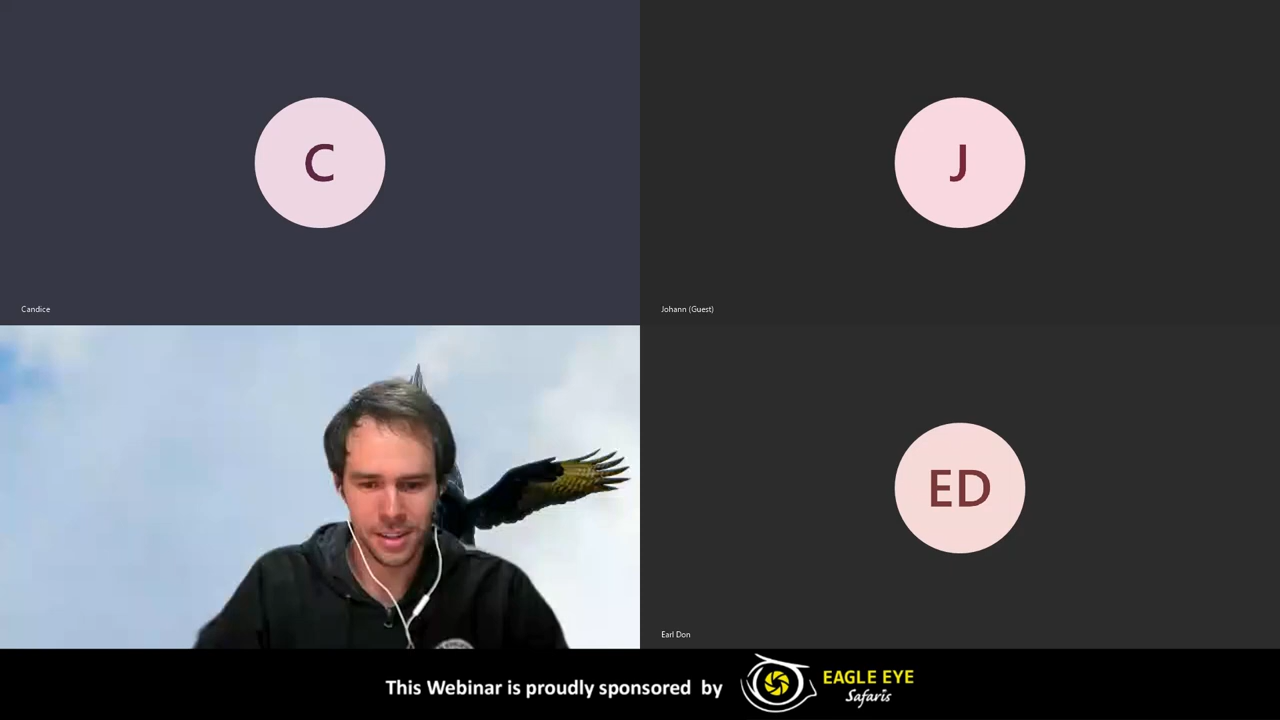 C
J
Candice
Johann (Guest)
ED
Earl Don
This Webinar is proudly sponsored by
EAGLE EYE
Safaris